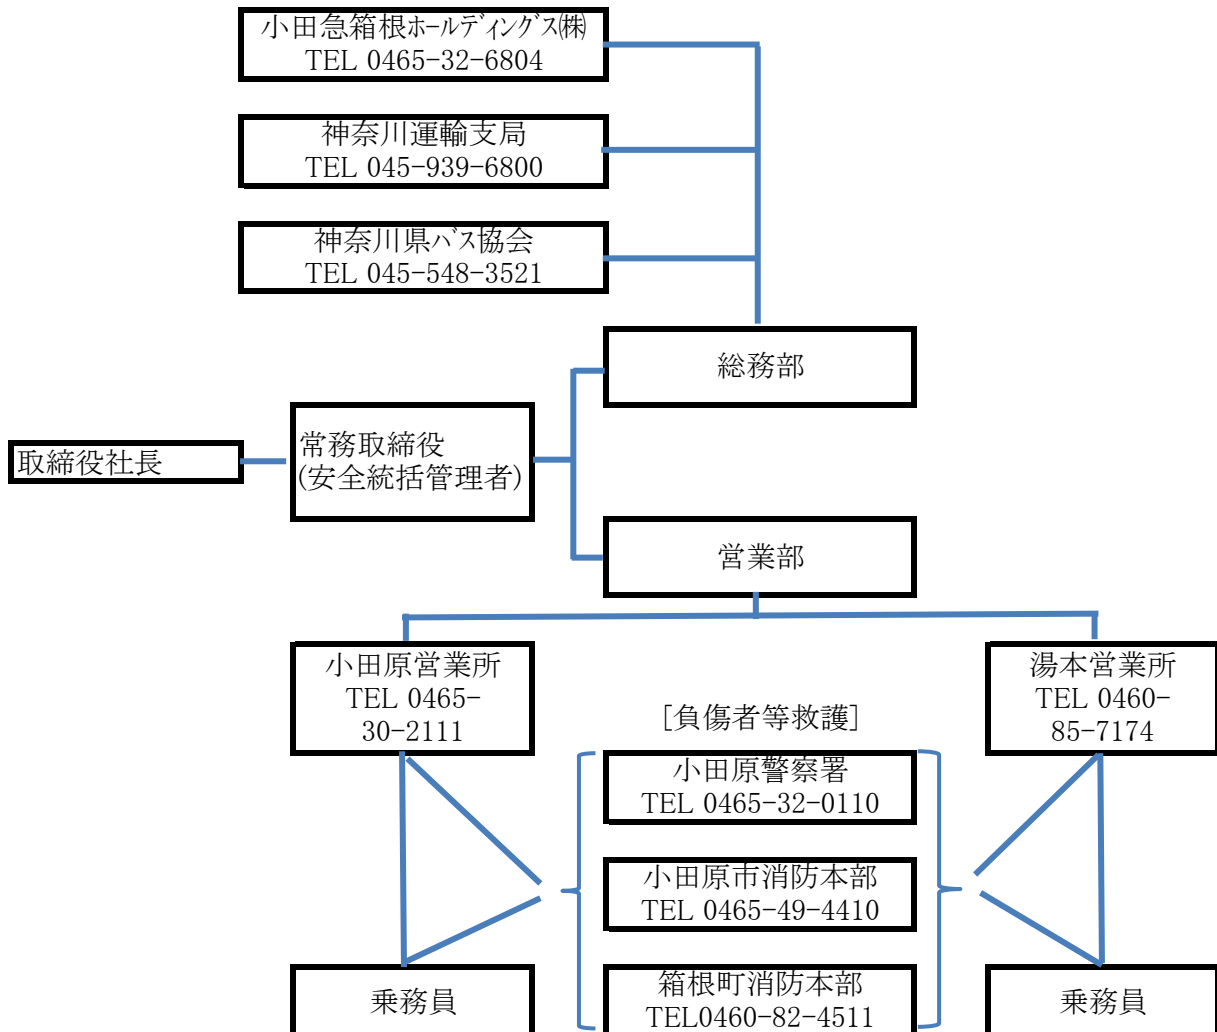 小田急箱根ﾎｰﾙﾃﾞｨﾝｸﾞｽ㈱
TEL 0465-32-6804
神奈川運輸支局
TEL 045-939-6800
神奈川県ﾊﾞｽ協会
TEL 045-548-3521
総務部
常務取締役
(安全統括管理者)
取締役社長
営業部
小田原営業所
TEL 0465-
30-2111
湯本営業所
TEL 0460-
85-7174
[負傷者等救護]
小田原警察署
TEL 0465-32-0110
小田原市消防本部
TEL 0465-49-4410
箱根町消防本部
TEL0460-82-4511
乗務員
乗務員